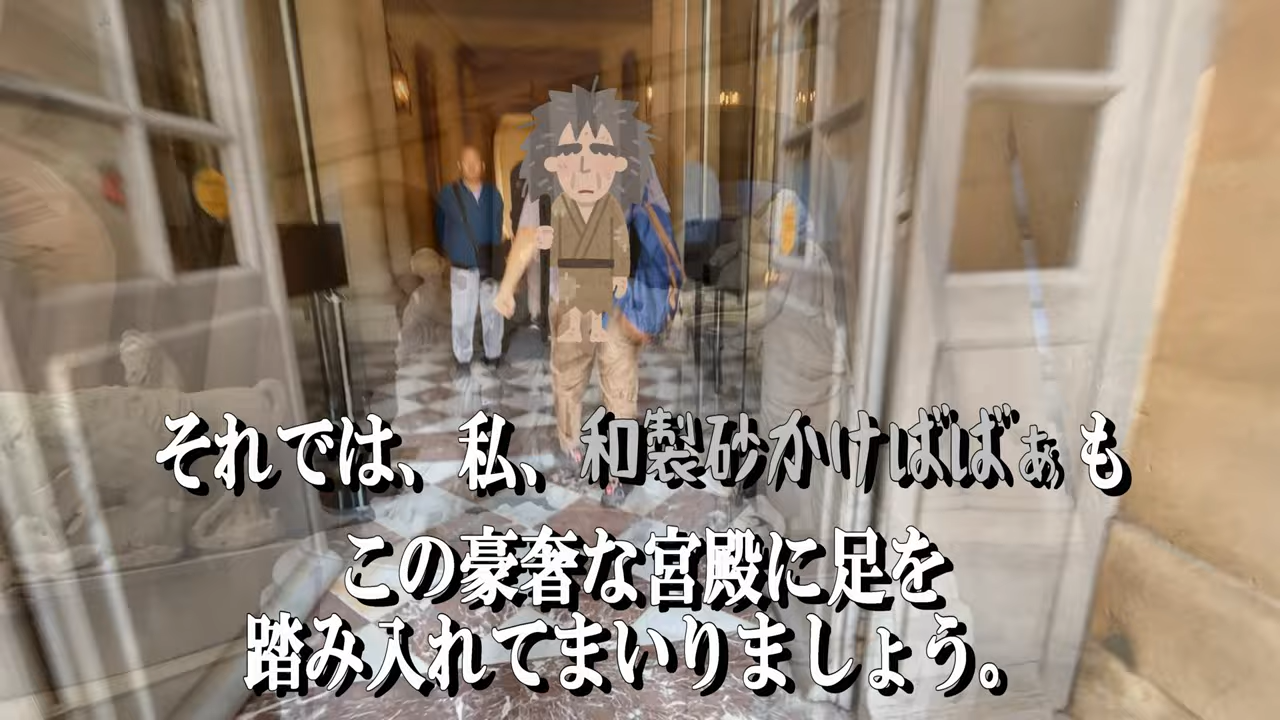 それでは、私、和製砂かけばばぁも
この豪奢な宮殿に足を
踏み入れてまいりましょう。